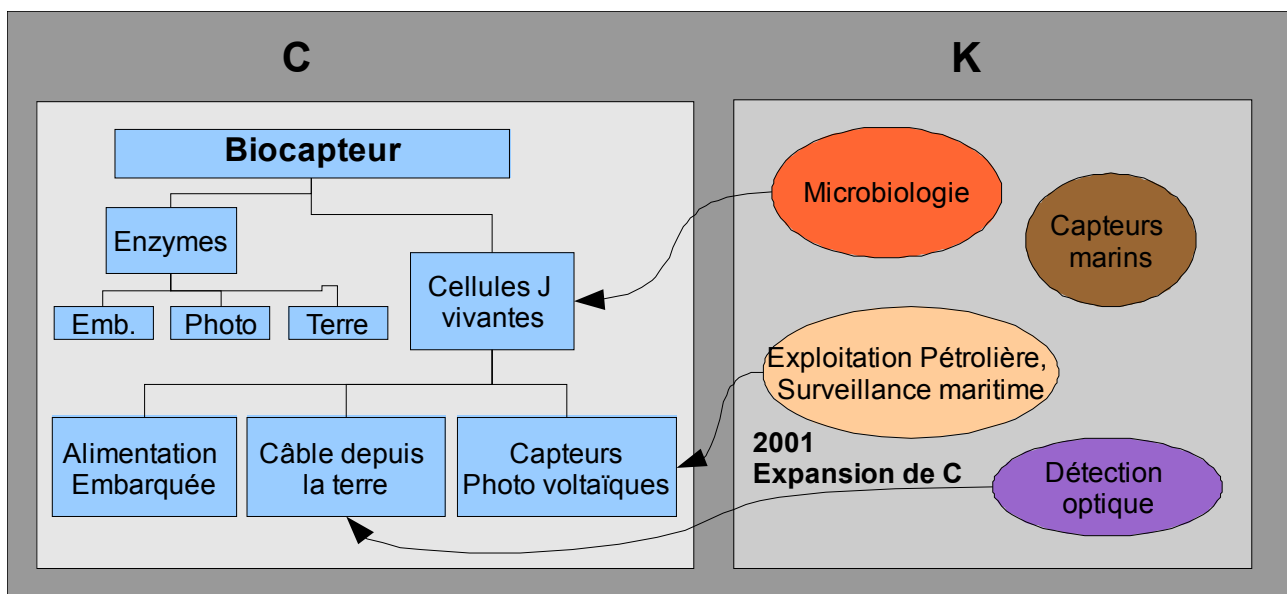 C
K
Biocapteur
Enzymes
Emb.
Photo
Terre
Cellules J
vivantes
Alimentation
Embarquée
Câble depuis
la terre
Capteurs
Photo voltaïques
Microbiologie
Capteurs
marins
Exploitation Pétrolière,
Surveillance maritime
2001
Expansion de C
Détection
optique